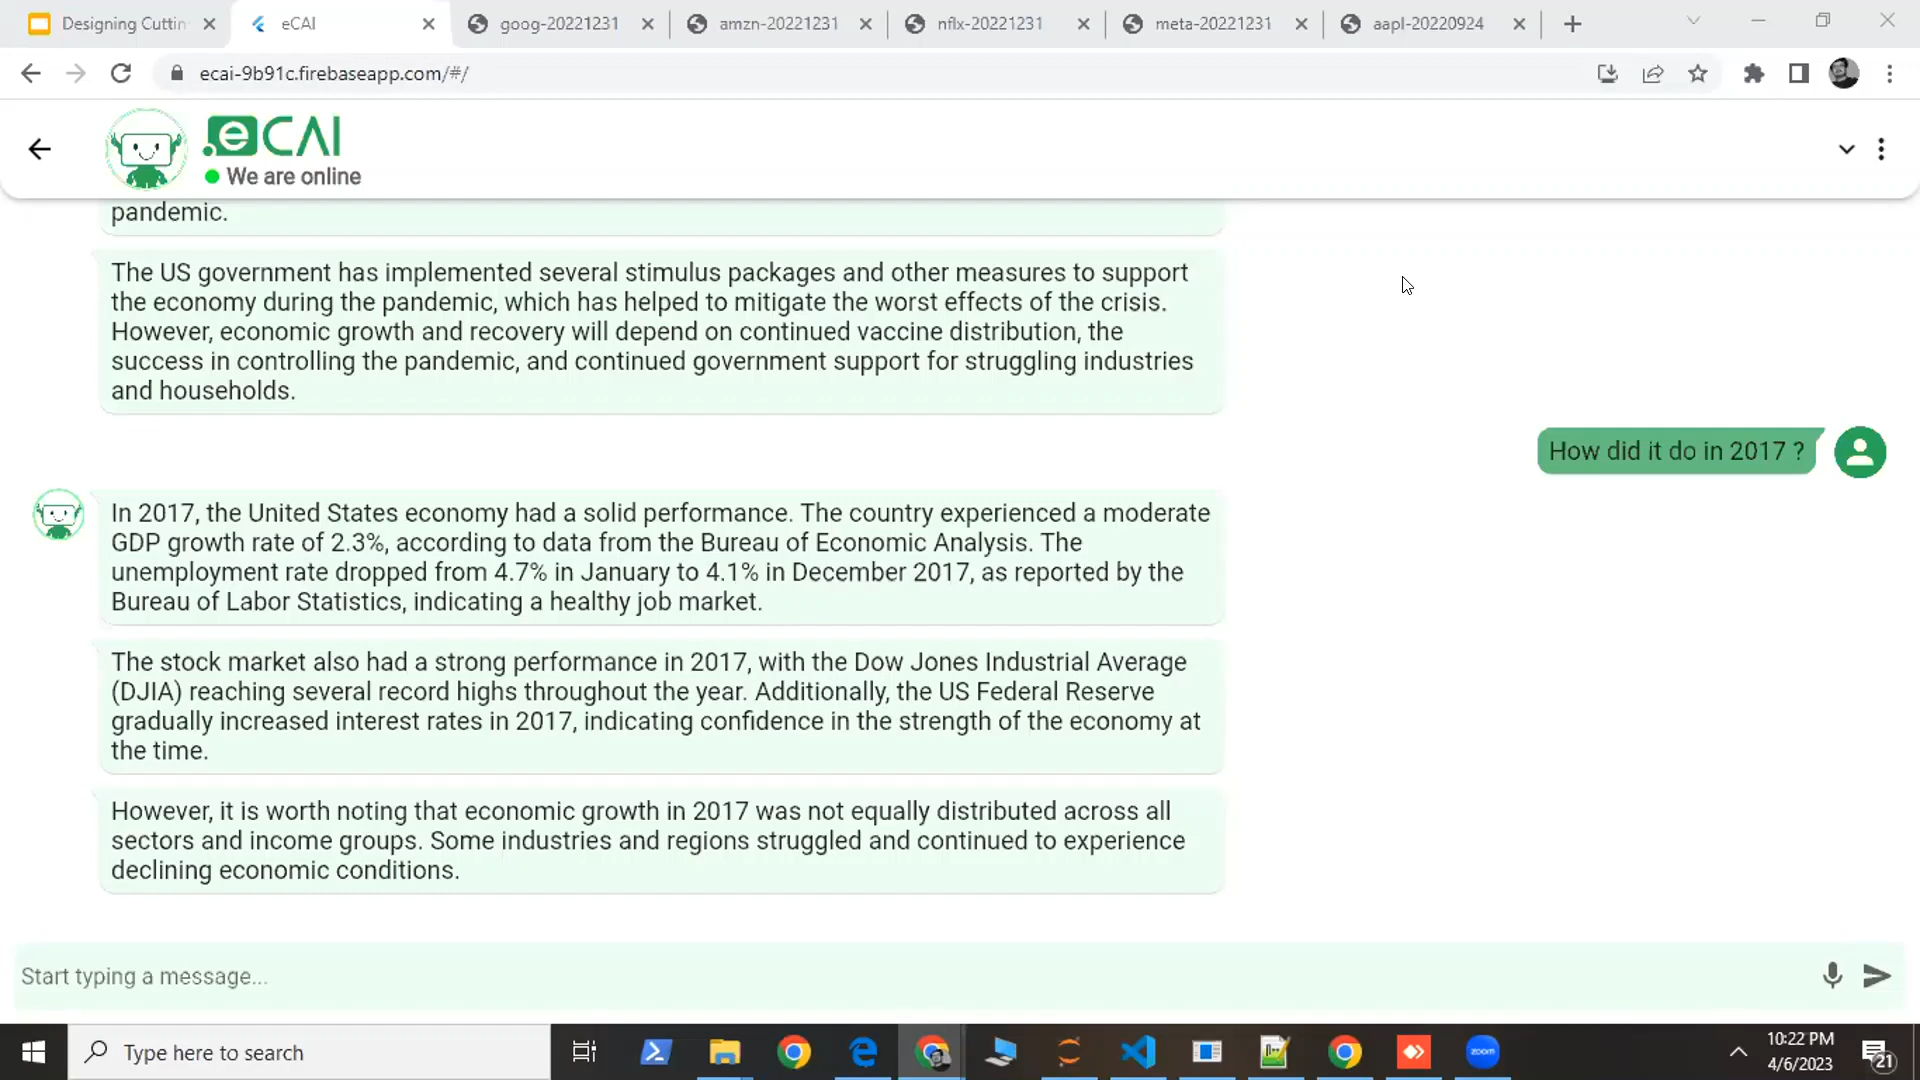 Designing Cuttin
eCAI
goog-20221231
amzn-20221231
nflx-20221231
meta-20221231
aapl-20220924
ecai-9b91c.firebaseapp.com/#/
.eCAI
We are online
pandemic.
The US government has implemented several stimulus packages and other measures to support
the economy during the pandemic, which has helped to mitigate the worst effects of the crisis.
However, economic growth and recovery will depend on continued vaccine distribution, the
success in controlling the pandemic, and continued government support for struggling industries
and households.
How did it do in 2017 ?
In 2017, the United States economy had a solid performance. The country experienced a moderate
GDP growth rate of 2.3%, according to data from the Bureau of Economic Analysis. The
unemployment rate dropped from 4.7% in January to 4.1% in December 2017, as reported by the
Bureau of Labor Statistics, indicating a healthy job market.
The stock market also had a strong performance in 2017, with the Dow Jones Industrial Average
(DJIA) reaching several record highs throughout the year. Additionally, the US Federal Reserve
gradually increased interest rates in 2017, indicating confidence in the strength of the economy at
the time.
However, it is worth noting that economic growth in 2017 was not equally distributed across all
sectors and income groups. Some industries and regions struggled and continued to experience
declining economic conditions.
Start typing a message...
Type here to search
zoom
10:22 PM
4/6/2023
21